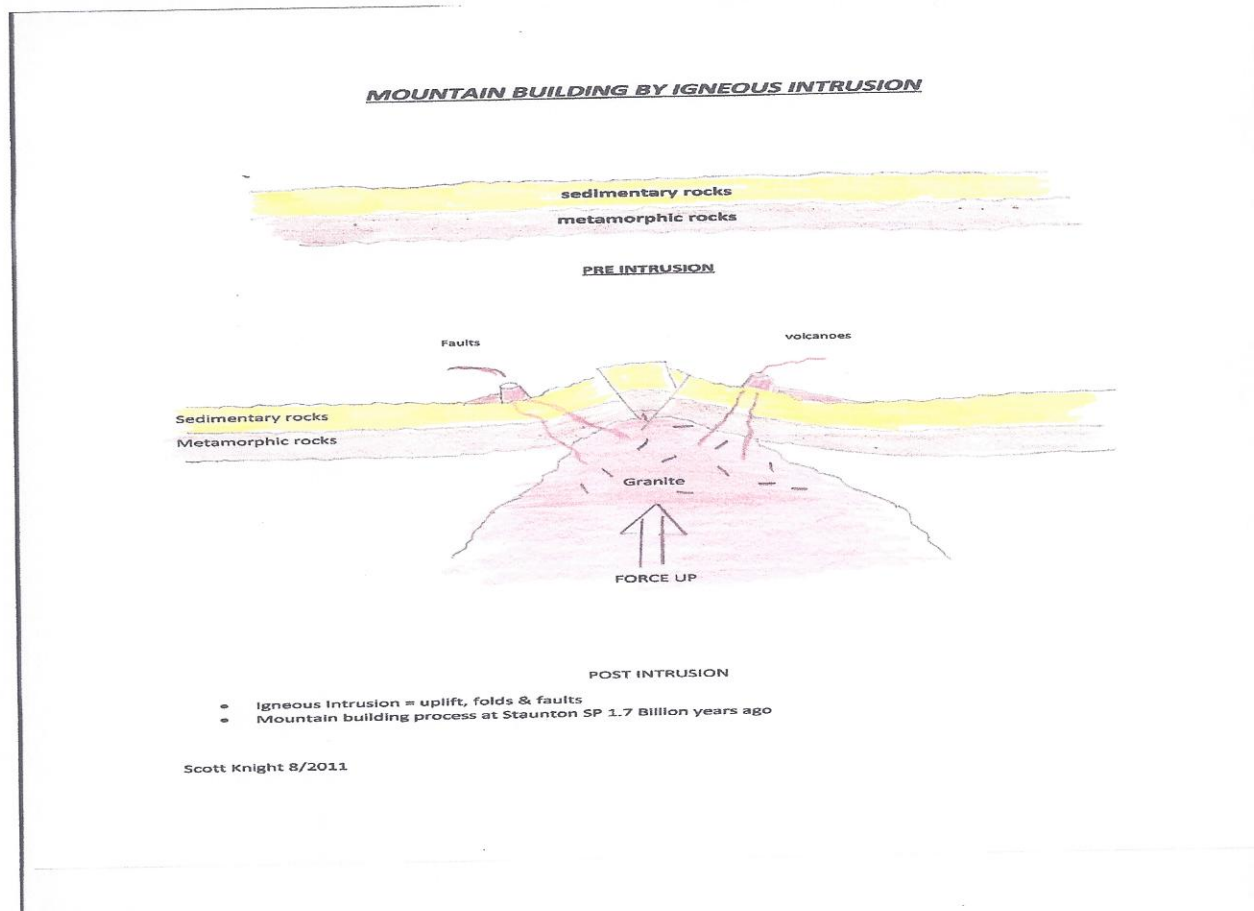 MOUNTAIN BUILDING BY IGNEOUS INTRUSION
sedimentary rocks
metamorphic rocks
PRE INTRUSION
Faults
volcanoes
Sedimentary rocks
Metamorphic rocks
Granite
FORCE UP
POST INTRUSION
• Igneous Intrusion = uplift, folds & faults
• Mountain building process at Staunton SP 1.7 Billion years ago
Scott Knight 8/2011